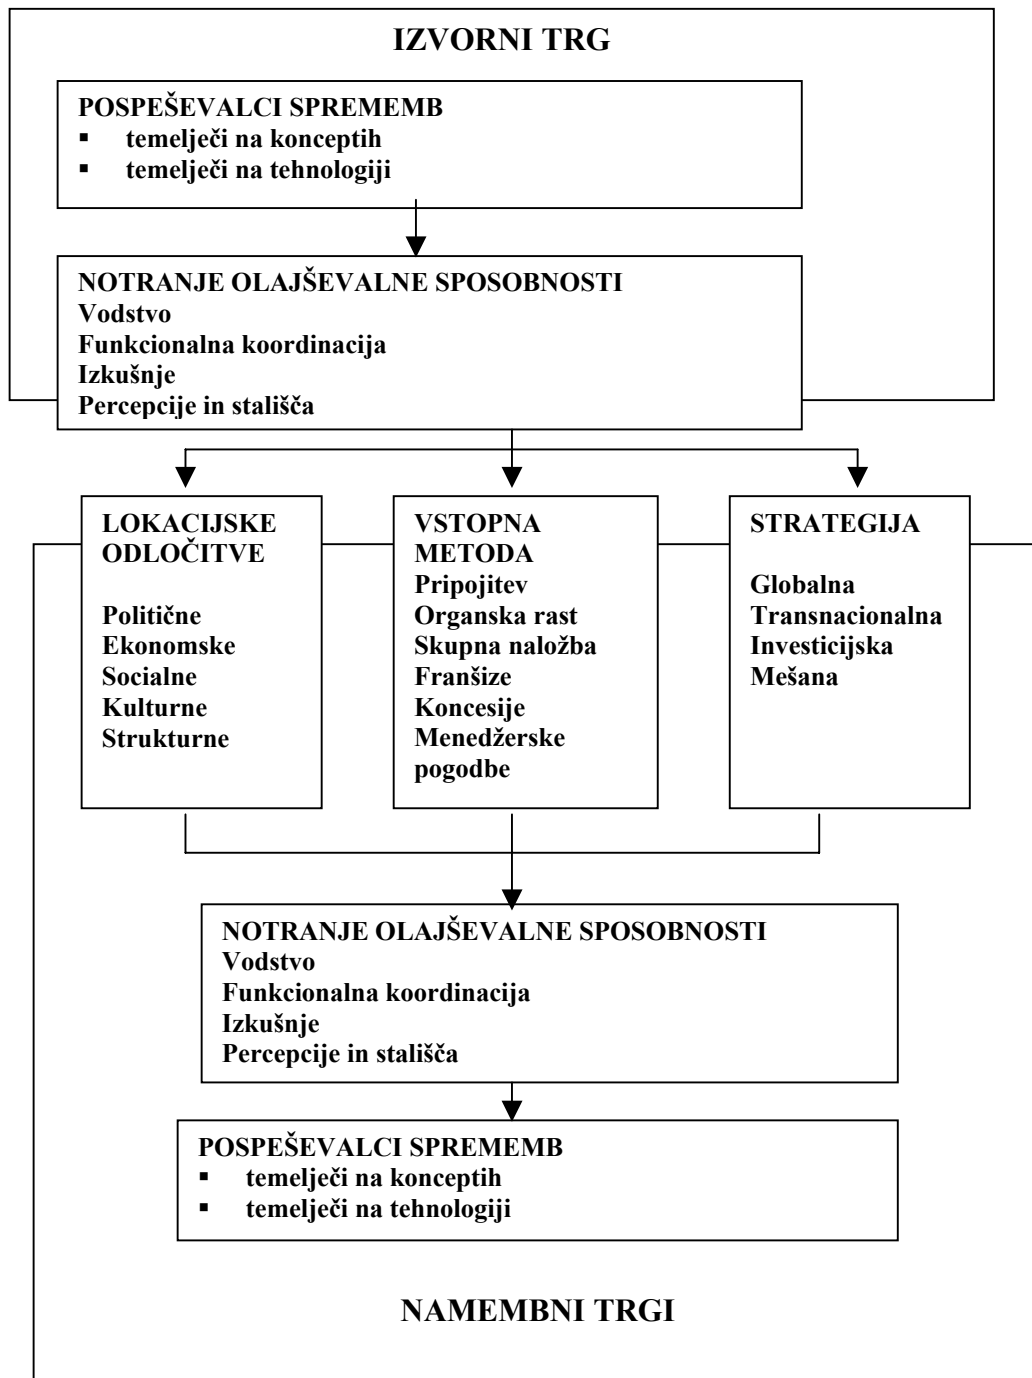 IZVORNI TRG
POSPEŠEVALCI SPREMEMB
▪ temelječi na konceptih
▪ temelječi na tehnologiji
NOTRANJE OLAJŠEVALNE SPOSOBNOSTI
Vodstvo
Funkcionalna koordinacija
Izkušnje
Percepcije in stališča
LOKACIJSKE
ODLOČITVE
Politične
Ekonomske
Socialne
Kulturne
Strukturne
VSTOPNA
METODA
Pripojitev
Organska rast
Skupna naložba
Franšize
Koncesije
Menedžerske
pogodbe
STRATEGIJA
Globalna
Transnacionalna
Investicijska
Mešana
NOTRANJE OLAJŠEVALNE SPOSOBNOSTI
Vodstvo
Funkcionalna koordinacija
Izkušnje
Percepcije in stališča
POSPEŠEVALCI SPREMEMB
▪ temelječi na konceptih
▪ temelječi na tehnologiji
NAMEMBNI TRGI